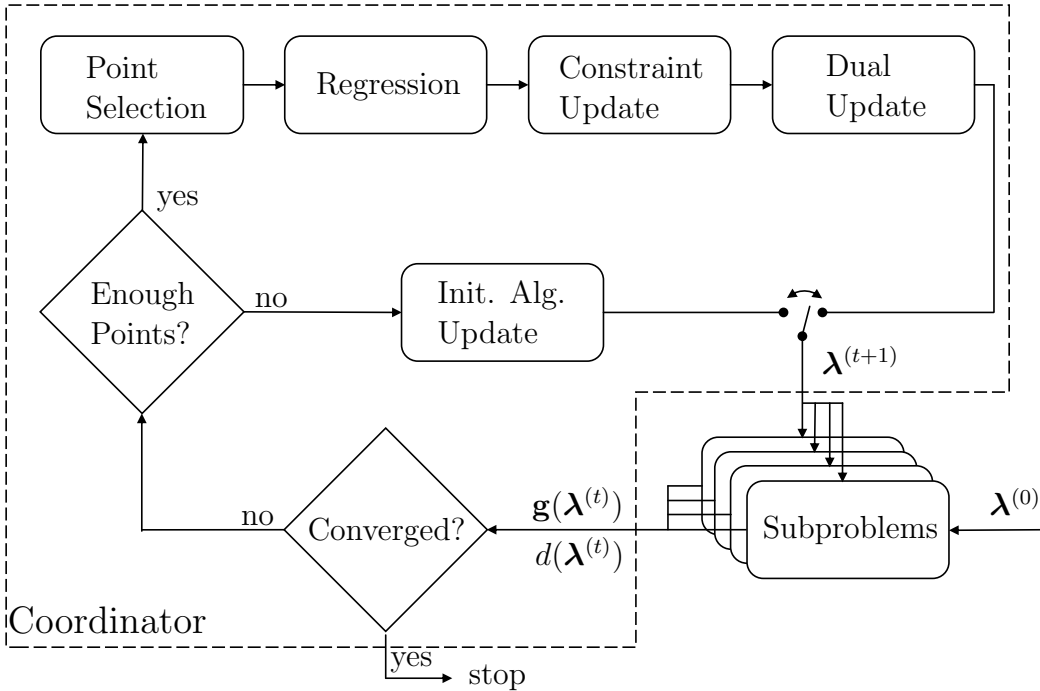 Point
Selection
Regression
Constraint
Update
Dual
Update
yes
Enough
Points?
no
Init. Alg.
Update
λ^(t+1)
no
Converged?
g(λ^(t))
d(λ^(t))
Subproblems
λ^(0)
Coordinator
yes
stop